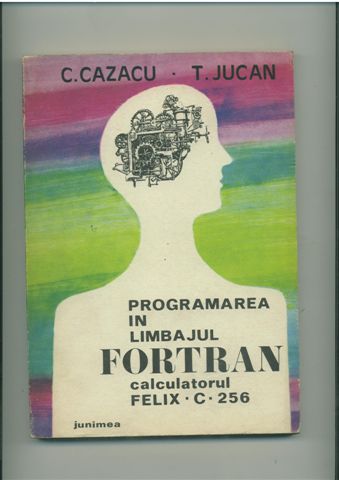 C.CAZACU · T.JUCAN
PROGRAMAREA
IN
LIMBAJUL
FORTRAN
calculatorul
FELIX · C · 256
junimea